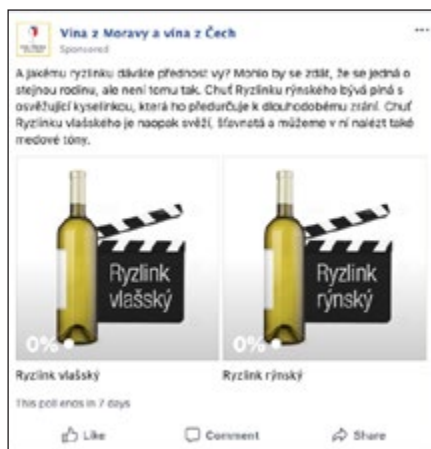 Vína z Moravy a vína z Čech
Sponsored
A jakému ryzlinku dáváte přednost vy? Mohlo by se zdát, že se jedná o
stejnou rodinu, ale není tomu tak. Chuť Ryzlinku rýnského bývá plná s
osvěžující kyselinkou, která ho předurčuje k dlouhodobému zrání. Chuť
Ryzlinku vlašského je naopak svěží, šťavnatá a můžeme v ní nalézt také
medové tóny.
Ryzlink
vlašský
0%
Ryzlink
rýnský
0%
Ryzlink vlašský
Ryzlink rýnský
This poll ends in 7 days
Like
Comment
Share